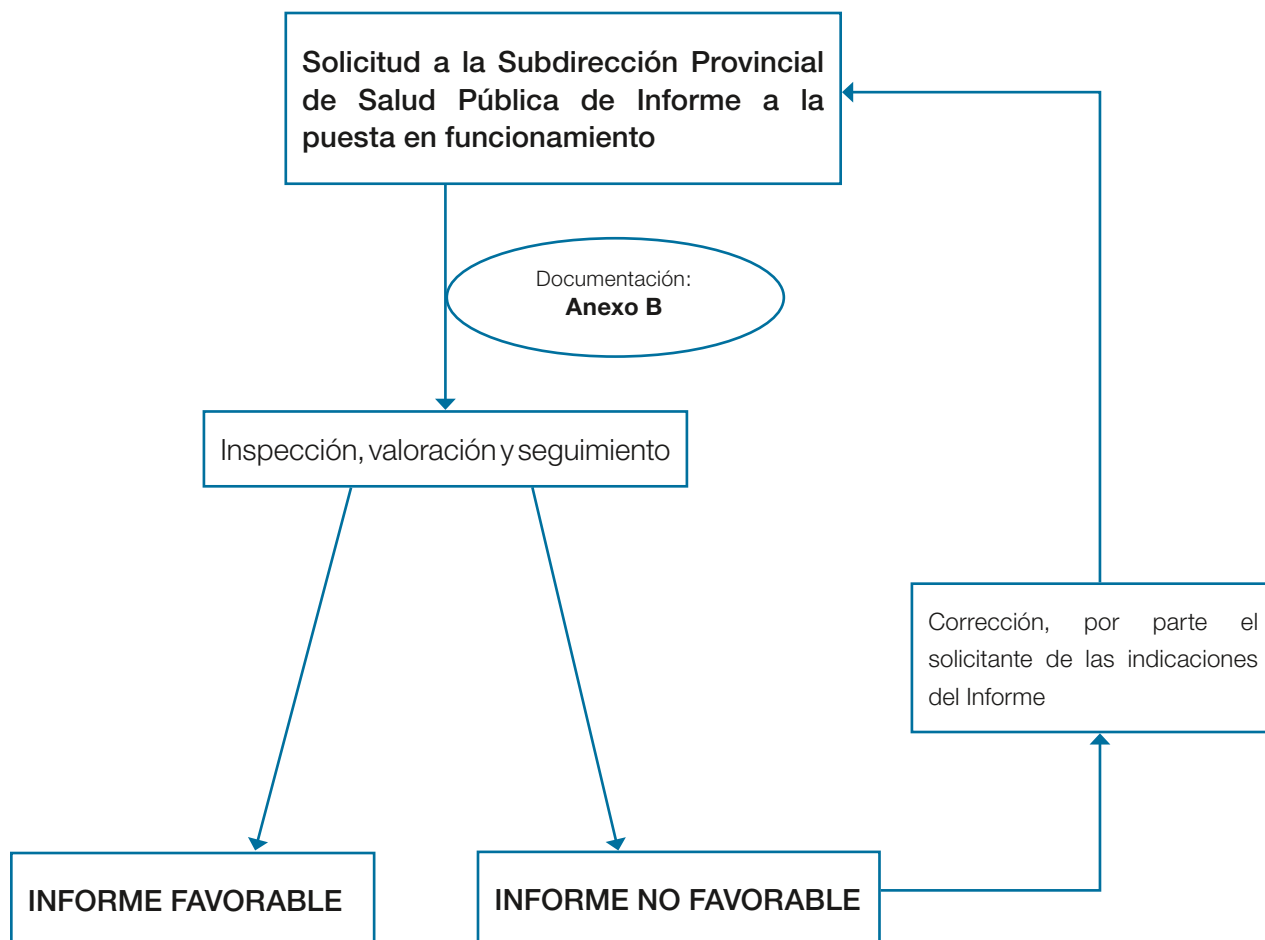 Solicitud a la Subdirección Provincial
de Salud Pública de Informe a la
puesta en funcionamiento
Documentación:
Anexo B
Inspección, valoración y seguimiento
Corrección, por parte el
solicitante de las indicaciones
del Informe
INFORME FAVORABLE
INFORME NO FAVORABLE